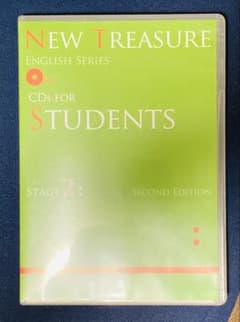 NEW TREASURE
ENGLISH SERIES
CDS FOR
STUDENTS
STAGE 2:
SECOND EDITION